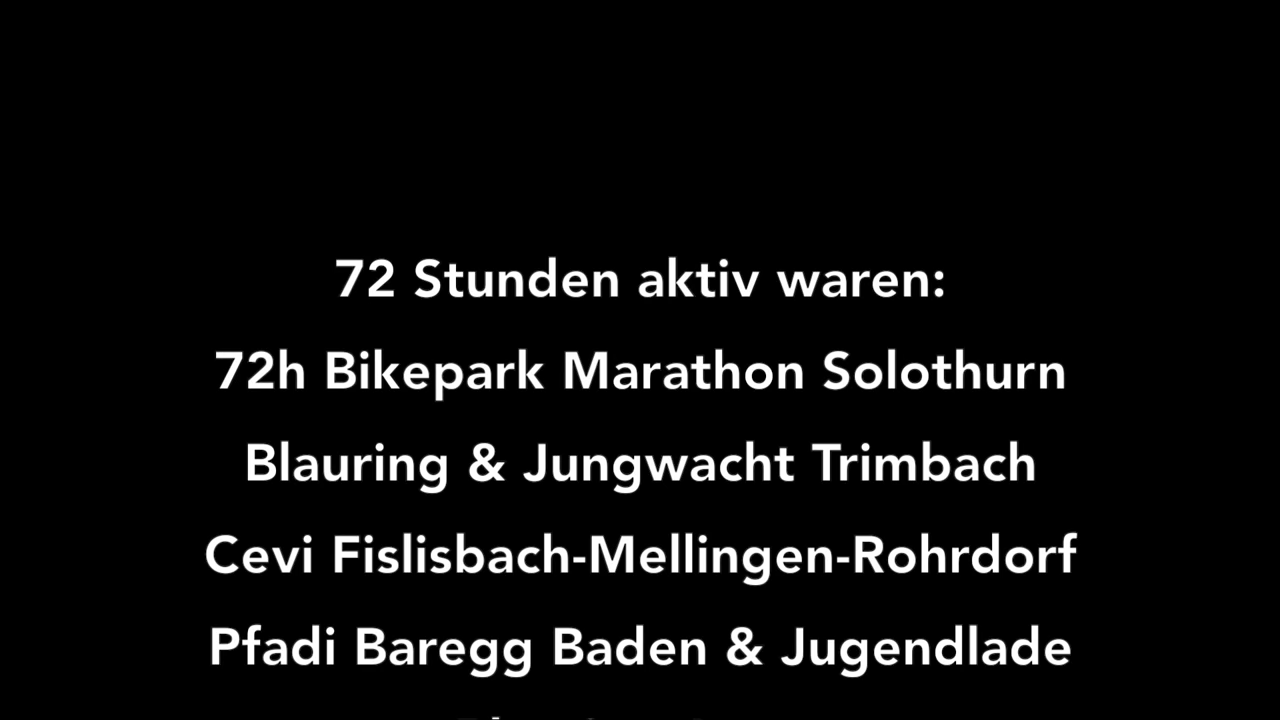 72 Stunden aktiv waren:
72h Bikepark Marathon Solothurn
Blauring & Jungwacht Trimbach
Cevi Fislisbach-Mellingen-Rohrdorf
Pfadi Baregg Baden & Jugendlade